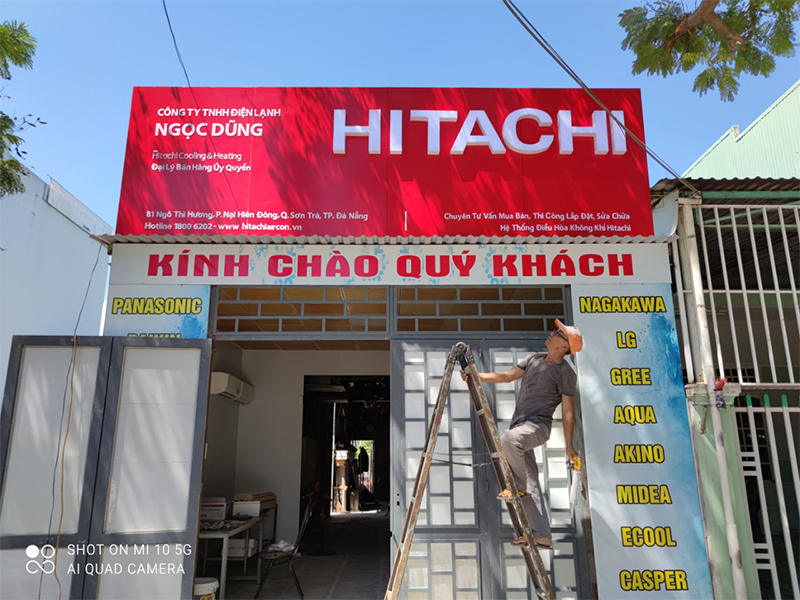 CÔNG TY TNHH ĐIỆN LẠNH
NGỌC DŨNG
Hitachi Cooling & Heating
Đại Lý Bán Hàng Ủy Quyền
HITACHI
81 Ngô Thì Hương, P. Nại Hiên Đông, Q. Sơn Trà, TP. Đà Nẵng
Hotline 1800 6202 - www.hitachiaircon.vn
Chuyên Tư Vấn Mua Bán, Thi Công Lắp Đặt, Sửa Chữa
Hệ Thống Điều Hòa Không Khí Hitachi
KÍNH CHÀO QUÝ KHÁCH
PANASONIC
NAGAKAWA
LG
GREE
AQUA
AKINO
MIDEA
ECOOL
CASPER
SHOT ON MI 10 5G
AI QUAD CAMERA